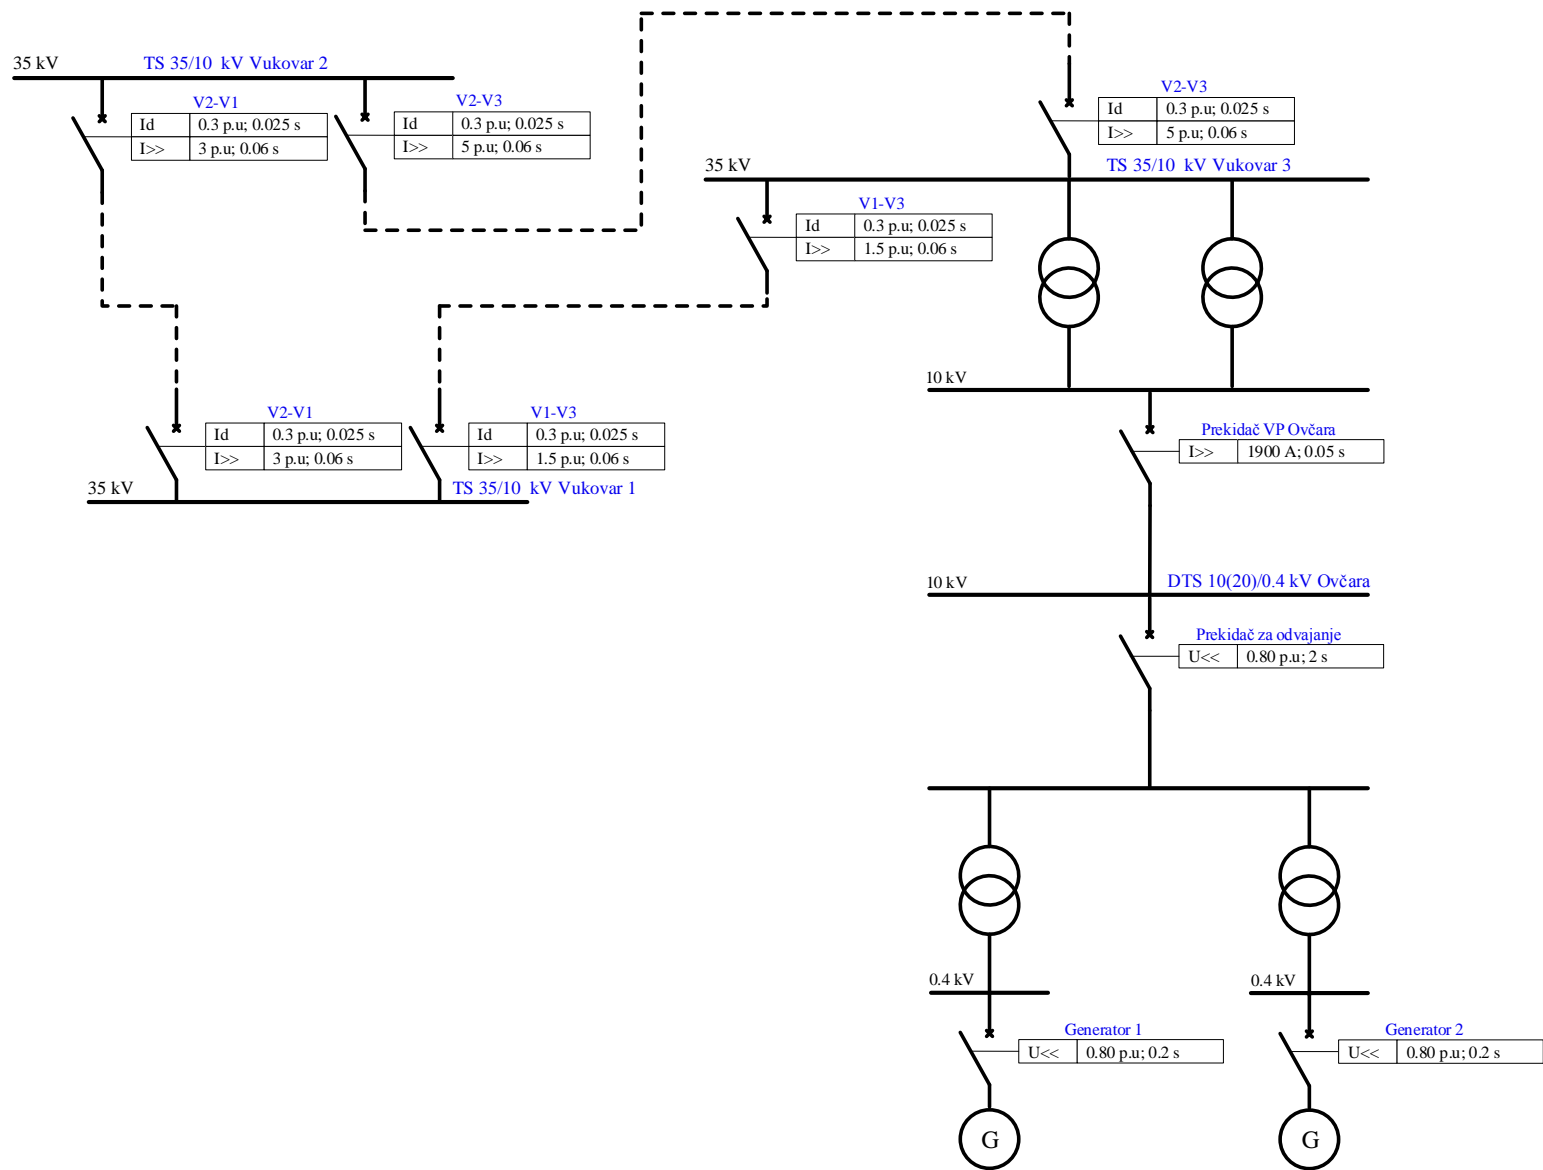 35 kV
TS 35/10 kV Vukovar 2
V2-V1
Id 0.3 p.u; 0.025 s
I>> 3 p.u; 0.06 s
V2-V3
Id 0.3 p.u; 0.025 s
I>> 5 p.u; 0.06 s
V2-V3
Id 0.3 p.u; 0.025 s
I>> 5 p.u; 0.06 s
35 kV
TS 35/10 kV Vukovar 3
V1-V3
Id 0.3 p.u; 0.025 s
I>> 1.5 p.u; 0.06 s
10 kV
V2-V1
Id 0.3 p.u; 0.025 s
I>> 3 p.u; 0.06 s
V1-V3
Id 0.3 p.u; 0.025 s
I>> 1.5 p.u; 0.06 s
35 kV
TS 35/10 kV Vukovar 1
Prekidač VP Ovčara
I>> 1900 A; 0.05 s
10 kV
DTS 10(20)/0.4 kV Ovčara
Prekidač za odvajanje
U<< 0.80 p.u; 2 s
0.4 kV
0.4 kV
Generator 1
U<< 0.80 p.u; 0.2 s
Generator 2
U<< 0.80 p.u; 0.2 s
G
G